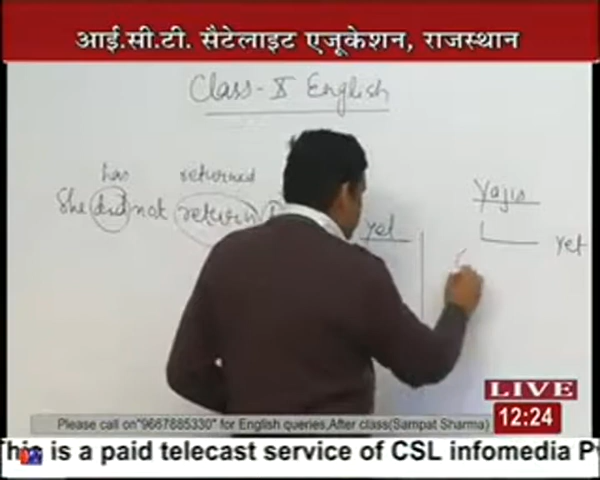 आई.सी.टी. सैटेलाइट एजूकेशन, राजस्थान
Class-X English
has returned
She did not return
yet
Yajis
yet
LIVE
12:24
Please call on"9667885330" for English queries,After class(Sampat Sharma)
This is a paid telecast service of CSL infomedia P